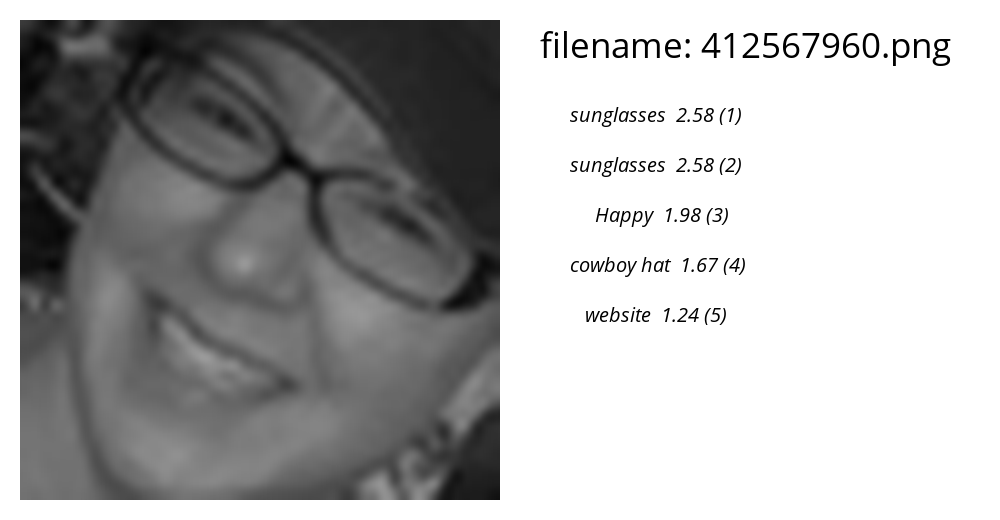 filename: 412567960.png
sunglasses 2.58 (1)
sunglasses 2.58 (2)
Happy 1.98 (3)
cowboy hat 1.67 (4)
website 1.24 (5)